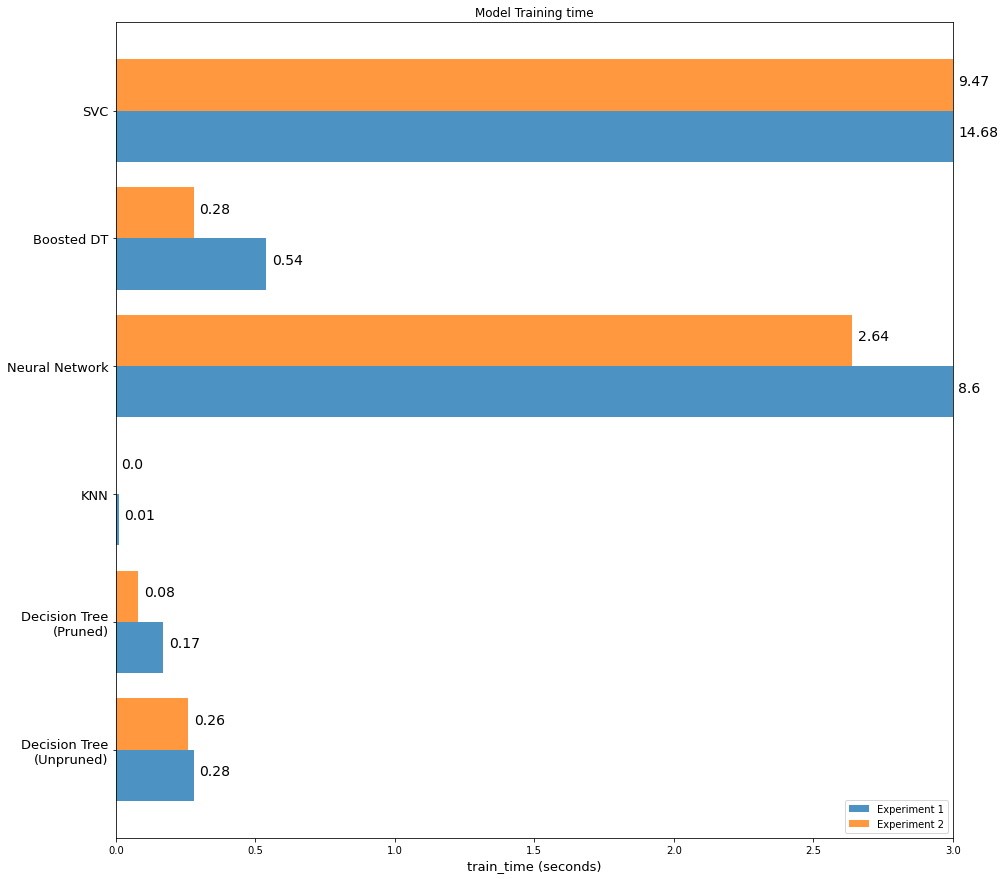 Model Training time
SVC
9.47
14.68
Boosted DT
0.28
0.54
Neural Network
2.64
8.6
KNN
0.0
0.01
Decision Tree
(Pruned)
0.08
0.17
Decision Tree
(Unpruned)
0.26
0.28
Experiment 1
Experiment 2
0.0 0.5 1.0 1.5 2.0 2.5 3.0
train_time (seconds)